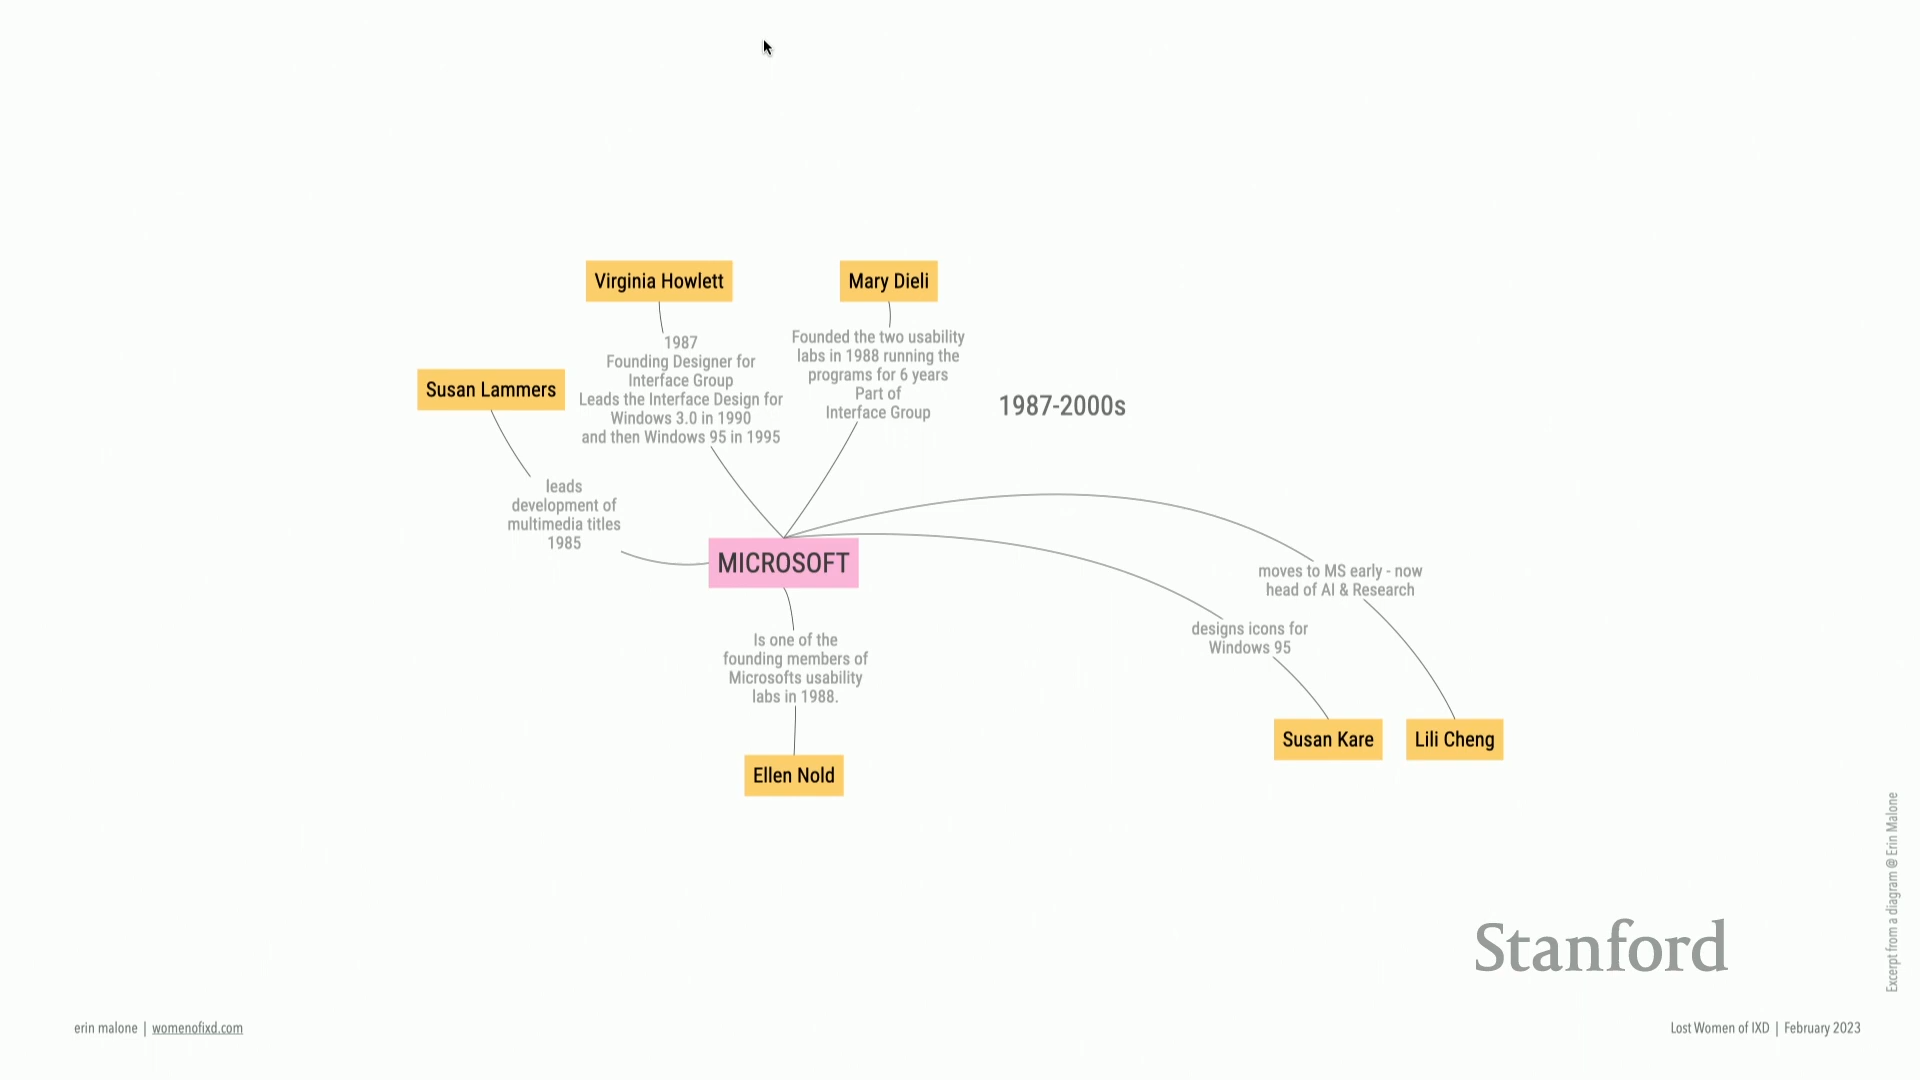 Virginia Howlett
Mary Dieli
1987
Founding Designer for
Interface Group
Leads the Interface Design for
Windows 3.0 in 1990
and then Windows 95 in 1995
Founded the two usability
labs in 1988 running the
programs for 6 years
Part of
Interface Group
Susan Lammers
1987-2000s
leads
development of
multimedia titles
1985
MICROSOFT
moves to MS early - now
head of AI & Research
designs icons for
Windows 95
Is one of the
founding members of
Microsofts usability
labs in 1988.
Susan Kare
Lili Cheng
Ellen Nold
Excerpt from a diagram @ Erin Malone
Stanford
erin malone | womenofixd.com
Lost Women of IXD | February 2023